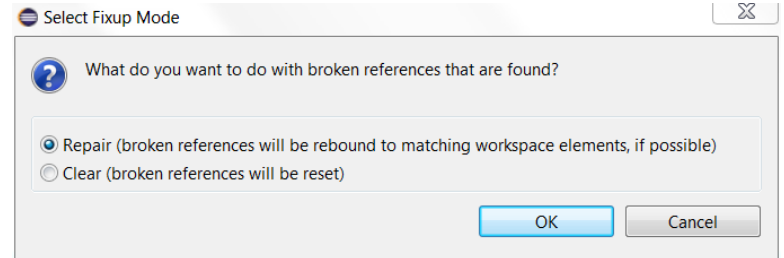 Select Fixup Mode
What do you want to do with broken references that are found?
Repair (broken references will be rebound to matching workspace elements, if possible)
Clear (broken references will be reset)
OK Cancel